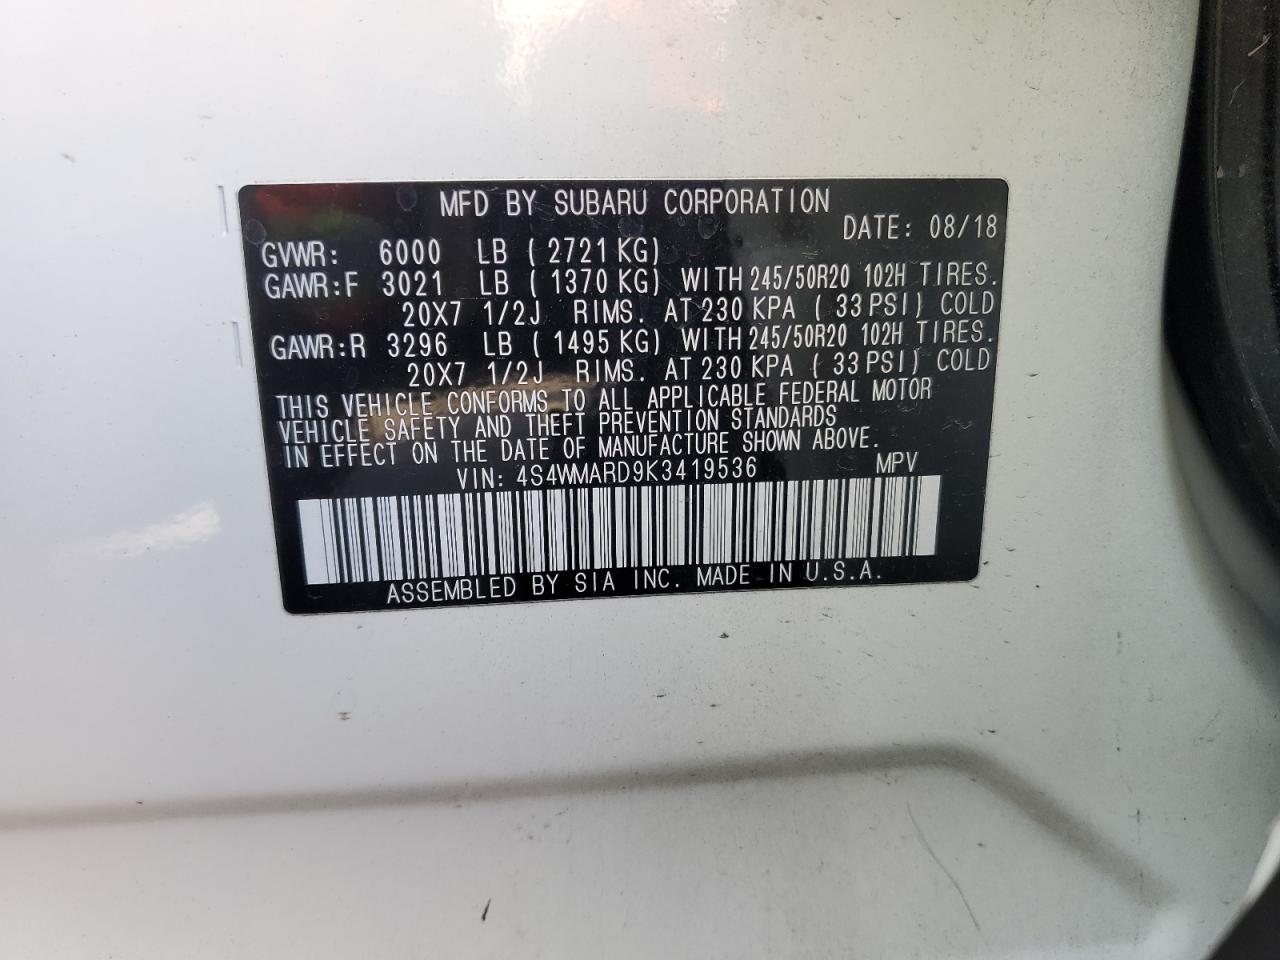 MFD BY SUBARU CORPORATION
DATE: 08/18
GVWR: 6000 LB ( 2721 KG)
GAWR:F 3021 LB ( 1370 KG) WITH 245/50R20 102H TIRES.
20X7 1/2J RIMS. AT 230 KPA ( 33 PSI) COLD
GAWR:R 3296 LB ( 1495 KG) WITH 245/50R20 102H TIRES.
20X7 1/2J RIMS. AT 230 KPA ( 33 PSI) COLD
THIS VEHICLE CONFORMS TO ALL APPLICABLE FEDERAL MOTOR
VEHICLE SAFETY AND THEFT PREVENTION STANDARDS
IN EFFECT ON THE DATE OF MANUFACTURE SHOWN ABOVE.
VIN: 4S4WMARD9K3419536 MPV
ASSEMBLED BY SIA INC. MADE IN U.S.A.